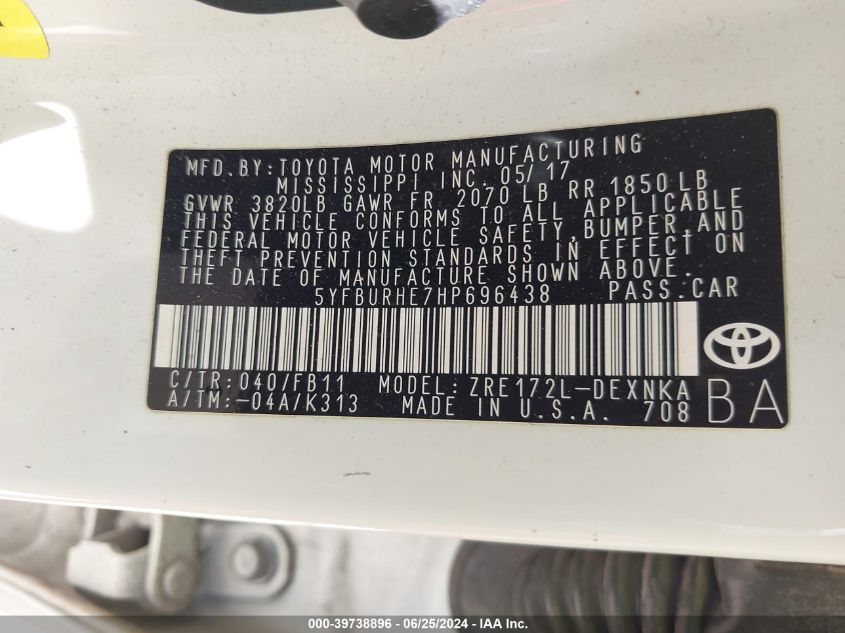 MFD.BY:TOYOTA MOTOR MANUFACTURING
MISSISSIPPI INC. 05/17
GVWR 3820LB GAWR FR 2070 LB RR 1850 LB
THIS VEHICLE CONFORMS TO ALL APPLICABLE
FEDERAL MOTOR VEHICLE SAFETY,BUMPER,AND
THEFT PREVENTION STANDARDS IN EFFECT ON
THE DATE OF MANUFACTURE SHOWN ABOVE.
5YFBURHE7HP696438 PASS.CAR
C/TR:040/FB11 MODEL:ZRE172L-DEXNKA
A/TM:-04A/K313 MADE IN U.S.A. 708
BA
000-39738896 - 06/25/2024 - IAA Inc.